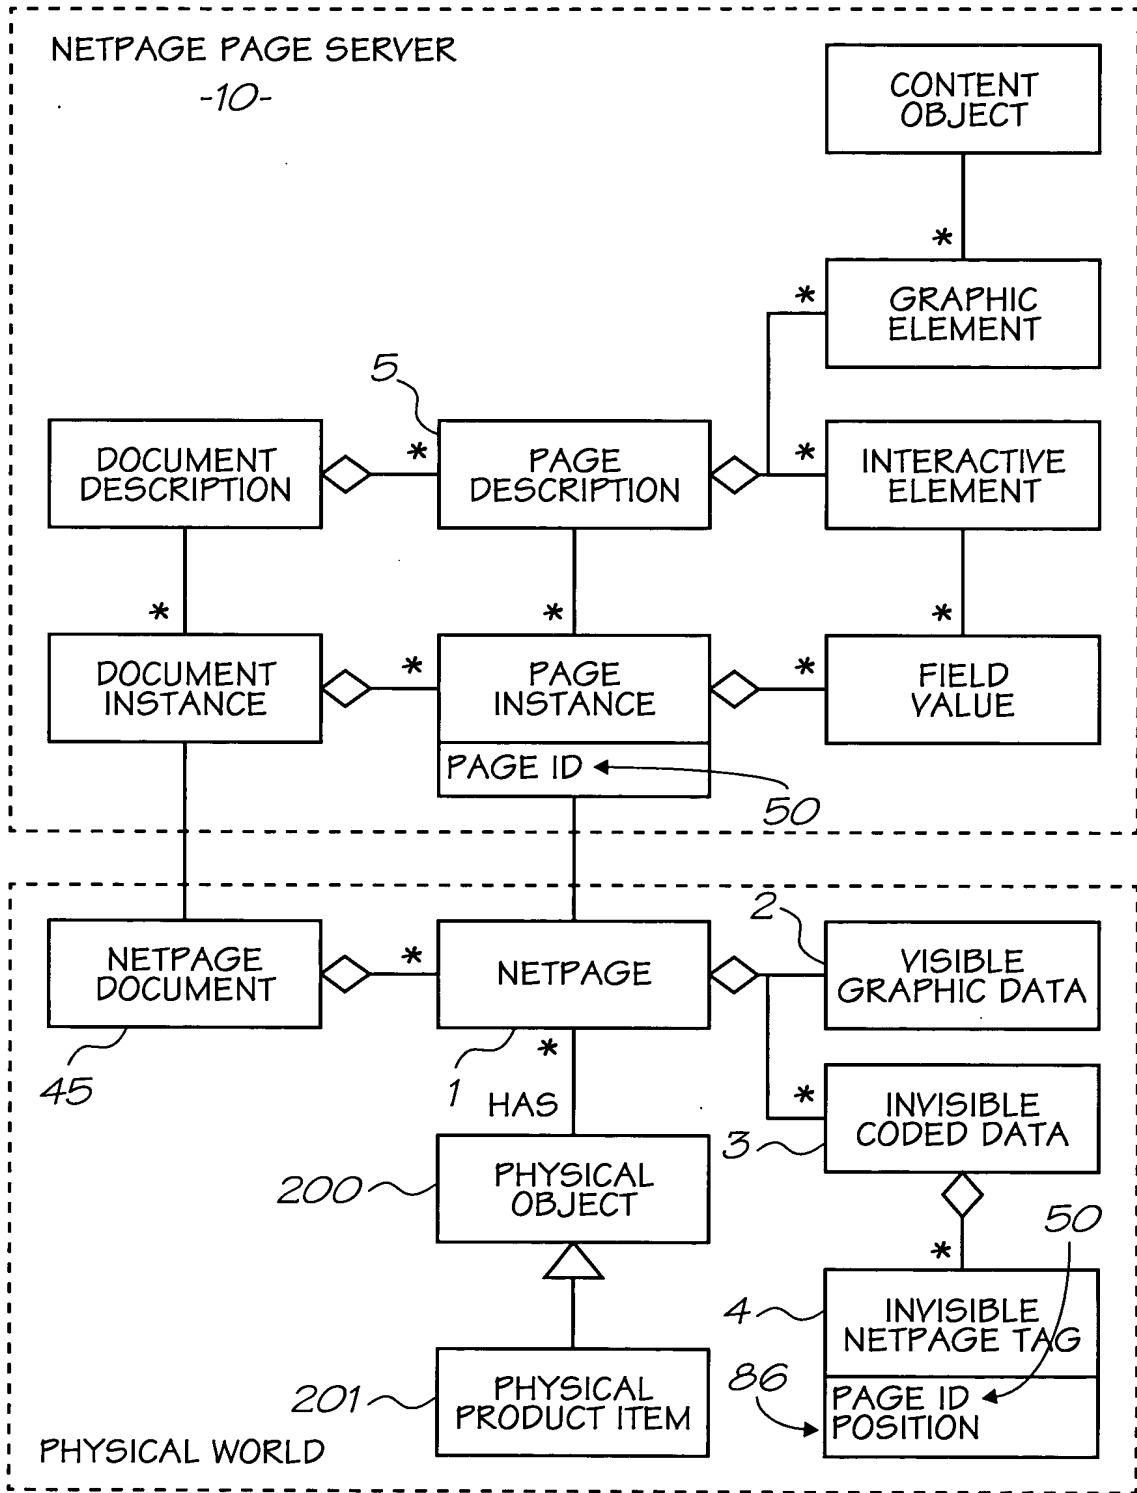 NETPAGE PAGE SERVER
-10-
CONTENT
OBJECT
*
*
GRAPHIC
ELEMENT
5
DOCUMENT
DESCRIPTION
*
PAGE
DESCRIPTION
*
INTERACTIVE
ELEMENT
*
*
*
DOCUMENT
INSTANCE
*
PAGE
INSTANCE
*
FIELD
VALUE
PAGE ID
50
NETPAGE
DOCUMENT
*
NETPAGE
2
VISIBLE
GRAPHIC DATA
45
1
*
HAS
*
INVISIBLE
CODED DATA
3
200
PHYSICAL
OBJECT
50
*
4
INVISIBLE
NETPAGE TAG
201
PHYSICAL
PRODUCT ITEM
86
PAGE ID
POSITION
PHYSICAL WORLD